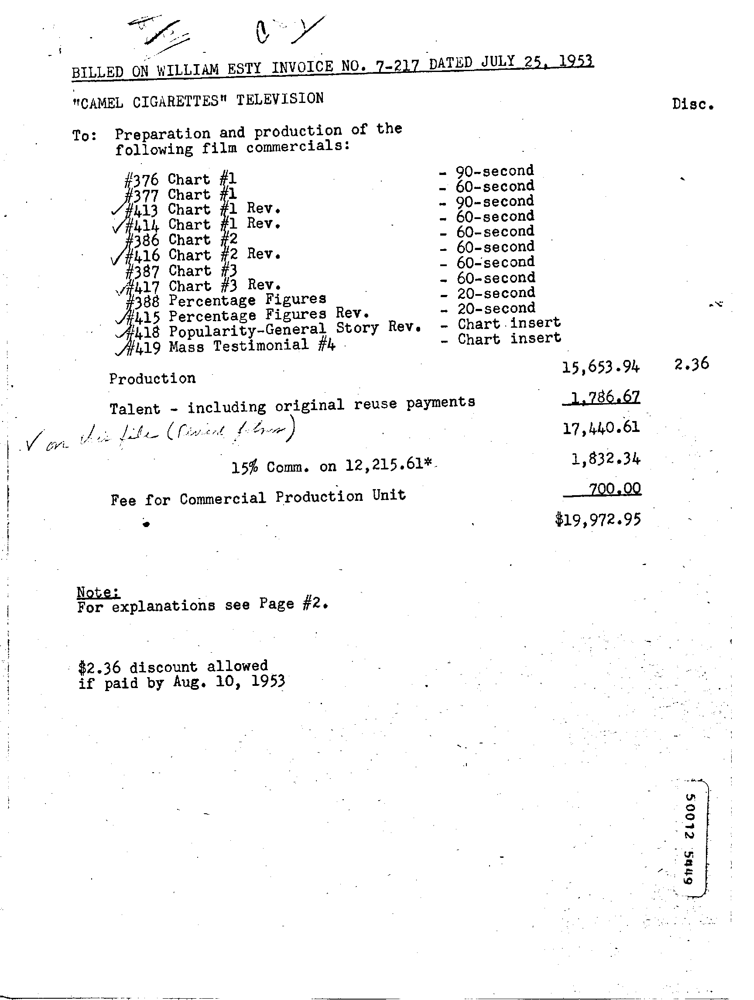 BILLED ON WILLIAM ESTY INVOICE NO. 7-217 DATED JULY 25, 1953
"CAMEL CIGARETTES" TELEVISION
Disc.
To: Preparation and production of the
following film commercials:
#376 Chart #1 - 90-second
#377 Chart #1 - 60-second
✓#413 Chart #1 Rev. - 90-second
✓#414 Chart #1 Rev. - 60-second
#386 Chart #2 - 60-second
✓#416 Chart #2 Rev. - 60-second
#387 Chart #3 - 60-second
✓#417 Chart #3 Rev. - 60-second
#388 Percentage Figures - 20-second
✓#415 Percentage Figures Rev. - 20-second
✓#418 Popularity-General Story Rev. - Chart insert
✓#419 Mass Testimonial #4 - Chart insert
Production 15,653.94 2.36
Talent - including original reuse payments 1,786.67
✓ on this file ( 17,440.61
15% Comm. on 12,215.61*. 1,832.34
Fee for Commercial Production Unit 700.00
$19,972.95
Note:
For explanations see Page #2.
$2.36 discount allowed
if paid by Aug. 10, 1953
50012 5449